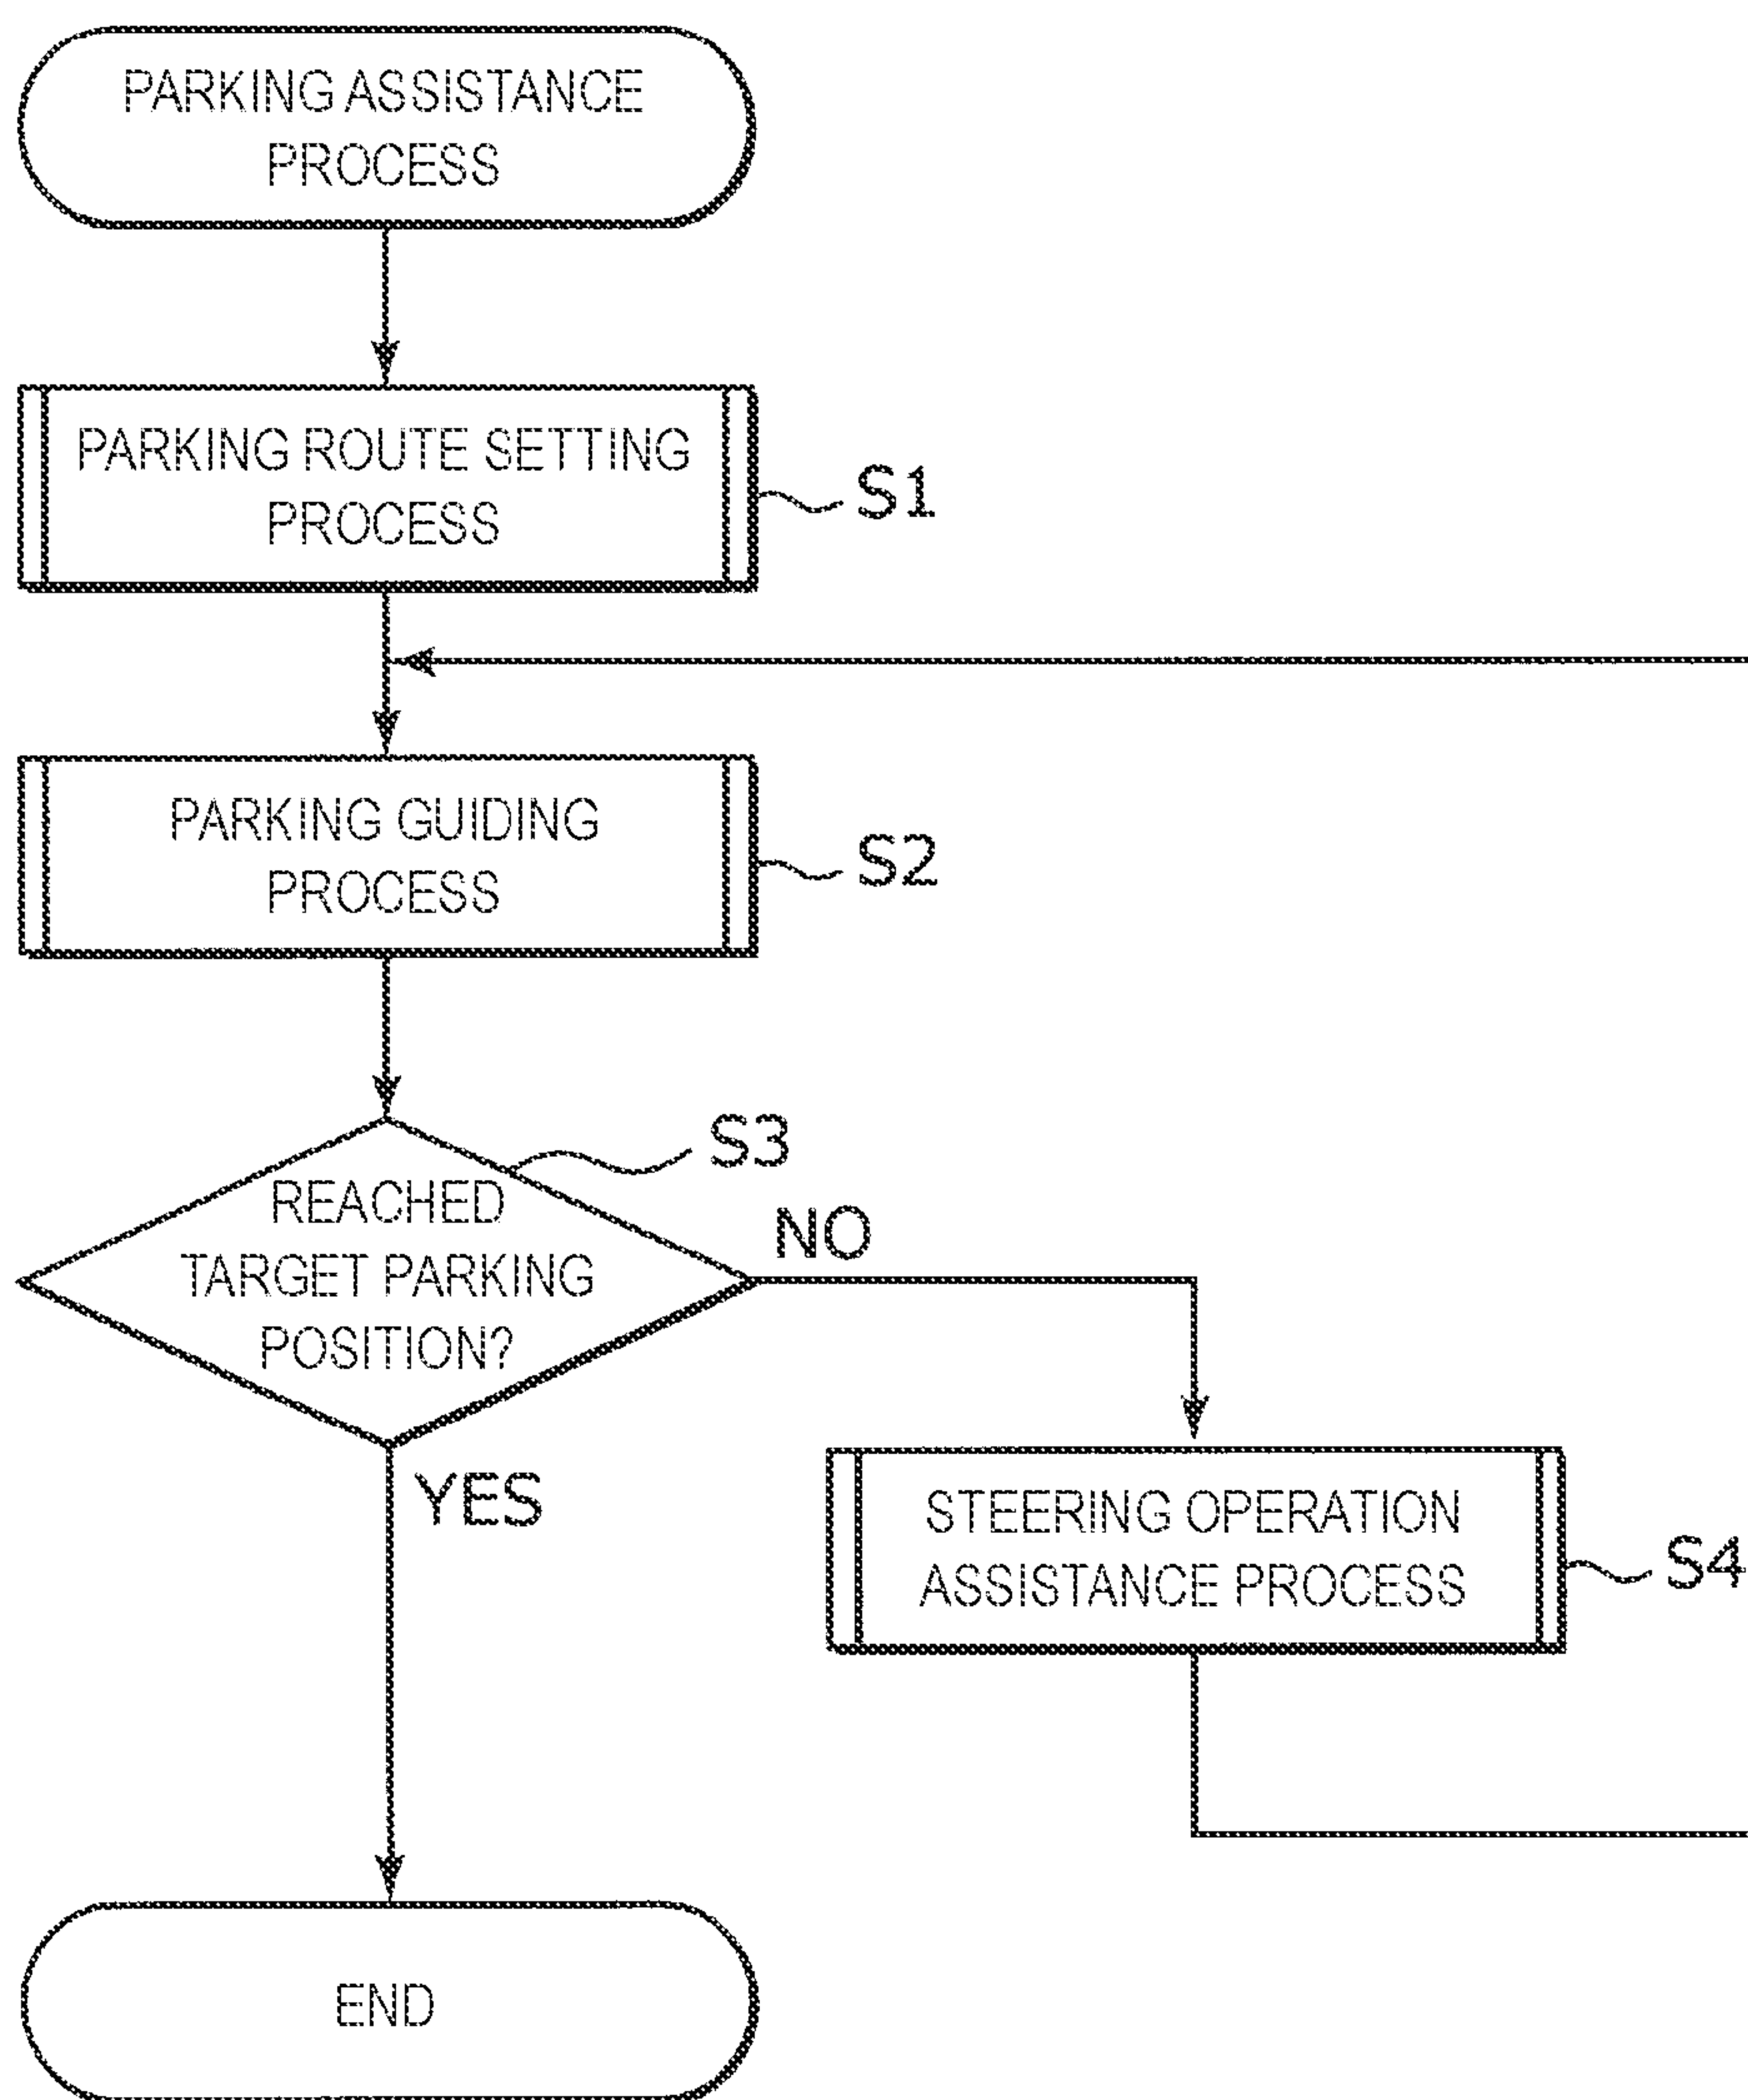 PARKING ASSISTANCE
PROCESS
PARKING ROUTE SETTING
PROCESS
S1
PARKING GUIDING
PROCESS
S2
S3
REACHED
TARGET PARKING
POSITION?
NO
YES
STEERING OPERATION
ASSISTANCE PROCESS
S4
END